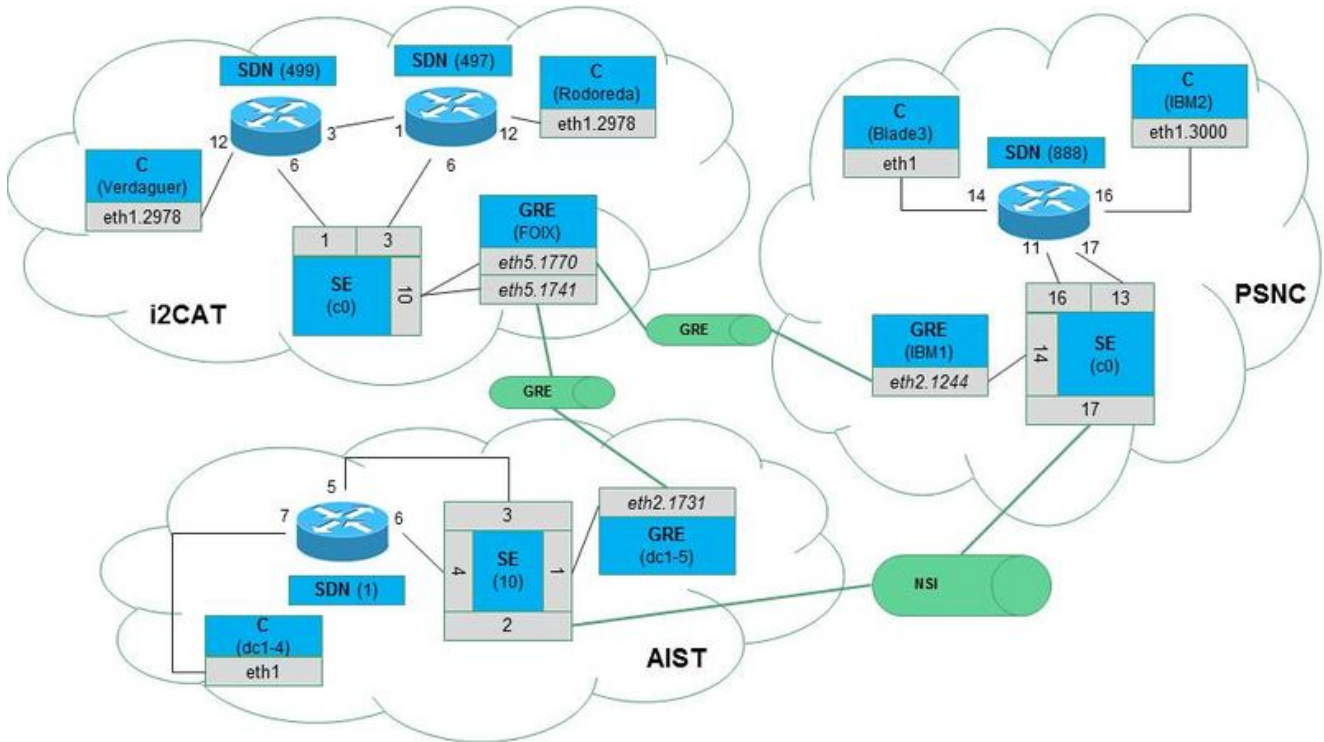 SDN (499)
SDN (497)
C
(Rodoreda)
eth1.2978
12
3
6
1
12
6
C
(Verdaguer)
eth1.2978
1
3
SE
(c0)
10
GRE
(FOIX)
eth5.1770
eth5.1741
i2CAT
GRE
GRE
C
(Blade3)
eth1
SDN (888)
C
(IBM2)
eth1.3000
14
16
11
17
PSNC
16
13
14
SE
(c0)
17
GRE
(IBM1)
eth2.1244
5
7
6
SDN (1)
3
4
SE
(10)
1
2
eth2.1731
GRE
(dc1-5)
C
(dc1-4)
eth1
AIST
NSI